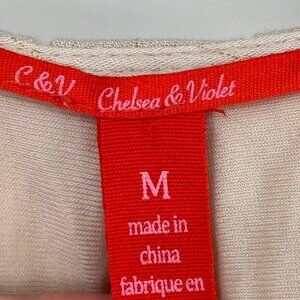 C&V Chelsea & Violet
M
made in
china
fabrique en